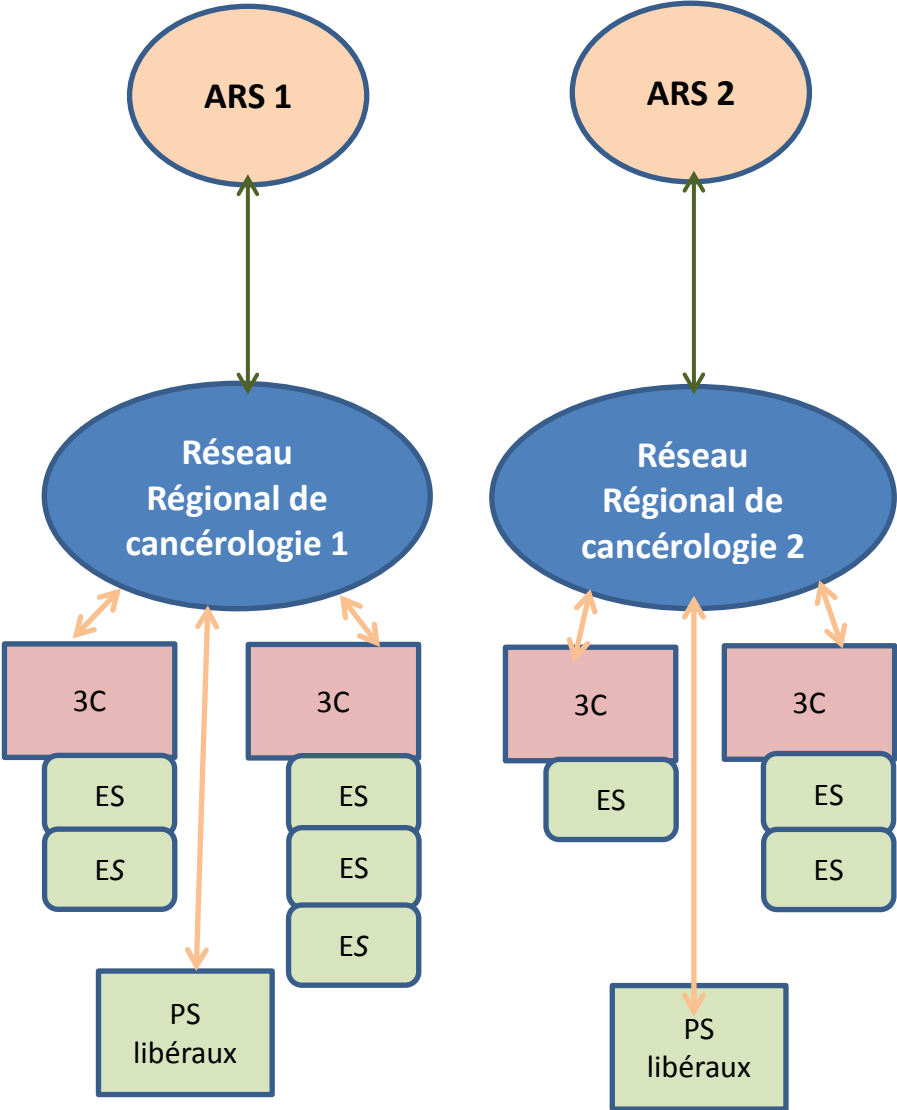 ARS 1
ARS 2
Réseau
Régional de
cancérologie 1
Réseau
Régional de
cancérologie 2
3C
3C
3C
3C
ES
ES
ES
ES
ES
ES
ES
ES
PS
libéraux
PS
libéraux